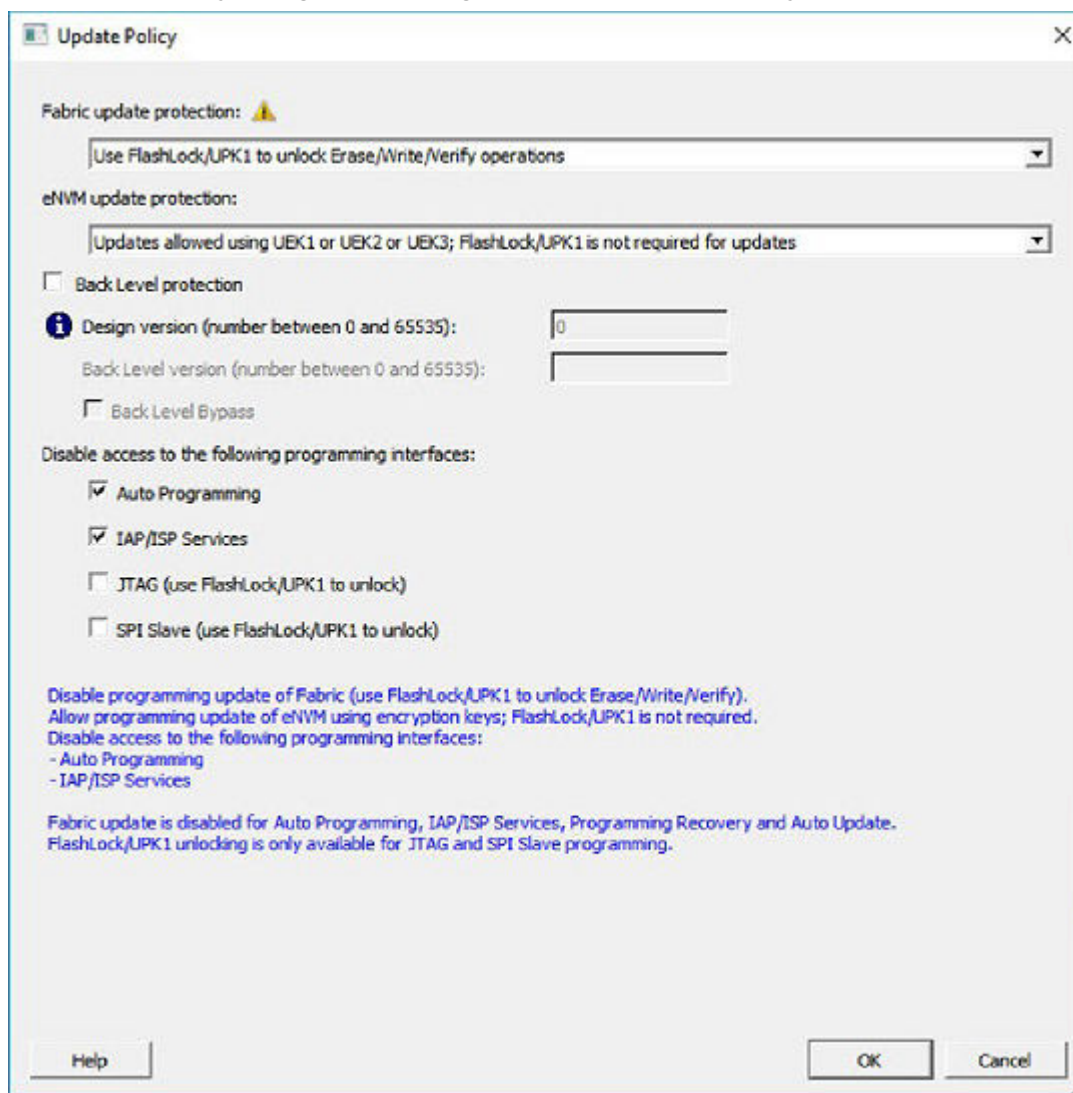 Update Policy
Fabric update protection:
Use FlashLock/UPK1 to unlock Erase/Write/Verify operations
eNVM update protection:
Updates allowed using UEK1 or UEK2 or UEK3; FlashLock/UPK1 is not required for updates
Back Level protection
Design version (number between 0 and 65535):
0
Back Level version (number between 0 and 65535):
Back Level Bypass
Disable access to the following programming interfaces:
Auto Programming
IAP/ISP Services
JTAG (use FlashLock/UPK1 to unlock)
SPI Slave (use FlashLock/UPK1 to unlock)
Disable programming update of Fabric (use FlashLock/UPK1 to unlock Erase/Write/Verify).
Allow programming update of eNVM using encryption keys; FlashLock/UPK1 is not required.
Disable access to the following programming interfaces:
- Auto Programming
- IAP/ISP Services
Fabric update is disabled for Auto Programming, IAP/ISP Services, Programming Recovery and Auto Update.
FlashLock/UPK1 unlocking is only available for JTAG and SPI Slave programming.
Help
OK
Cancel